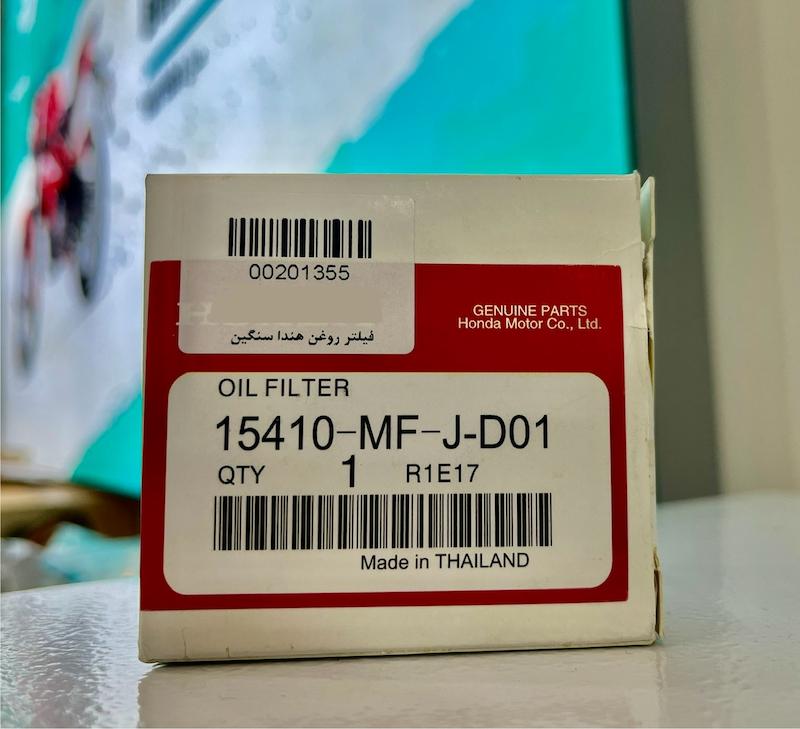 00201355
فیلتر روغن هندا سنگین
GENUINE PARTS
Honda Motor Co., Ltd.
OIL FILTER
15410-MF-J-D01
QTY 1 R1E17
Made in THAILAND